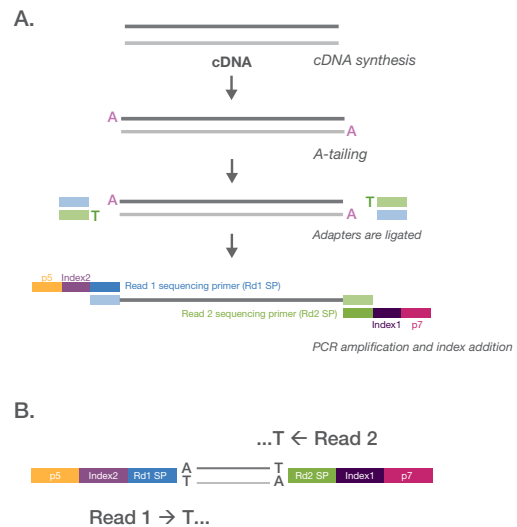 A.
cDNA
cDNA synthesis
A
A
A-tailing
A
T
T
A
Adapters are ligated
p5 Index2
Read 1 sequencing primer (Rd1 SP)
Read 2 sequencing primer (Rd2 SP)
Index1 p7
PCR amplification and index addition
B.
...T ← Read 2
A T
p5 Index2 Rd1 SP Rd2 SP Index1 p7
T A
Read 1 → T...